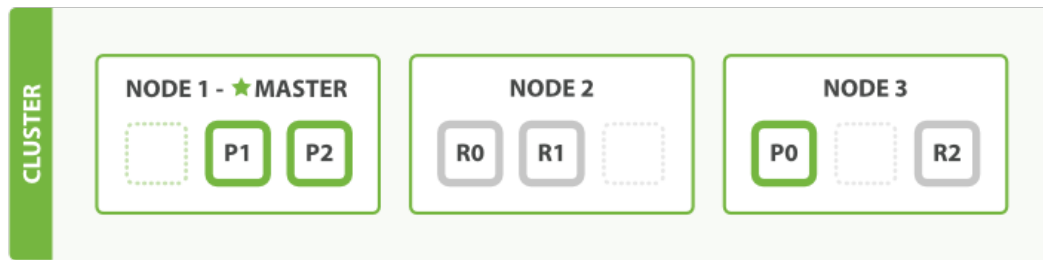 CLUSTER
NODE 1 - ★ MASTER
P1 P2
NODE 2
R0 R1
NODE 3
P0 R2